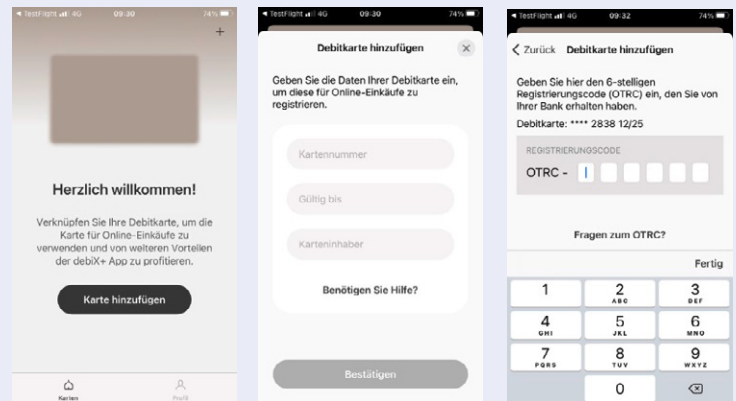 TestFlight 4G 09:30 74%
+
Herzlich willkommen!
Verknüpfen Sie Ihre Debitkarte, um die
Karte für Online-Einkäufe zu
verwenden und von weiteren Vorteilen
der debiX+ App zu profitieren.
Karte hinzufügen
Karten Profil
TestFlight 4G 09:30 74%
Debitkarte hinzufügen
Geben Sie die Daten Ihrer Debitkarte ein,
um diese für Online-Einkäufe zu
registrieren.
Kartennummer
Gültig bis
Karteninhaber
Benötigen Sie Hilfe?
Bestätigen
TestFlight 4G 09:32 74%
Zurück Debitkarte hinzufügen
Geben Sie hier den 6-stelligen
Registrierungscode (OTRC) ein, den Sie von
Ihrer Bank erhalten haben.
Debitkarte: **** 2838 12/25
REGISTRIERUNGSCODE
OTRC -
Fragen zum OTRC?
Fertig
1 2 3
ABC DEF
4 5 6
GHI JKL MNO
7 8 9
PQRS TUV WXYZ
0